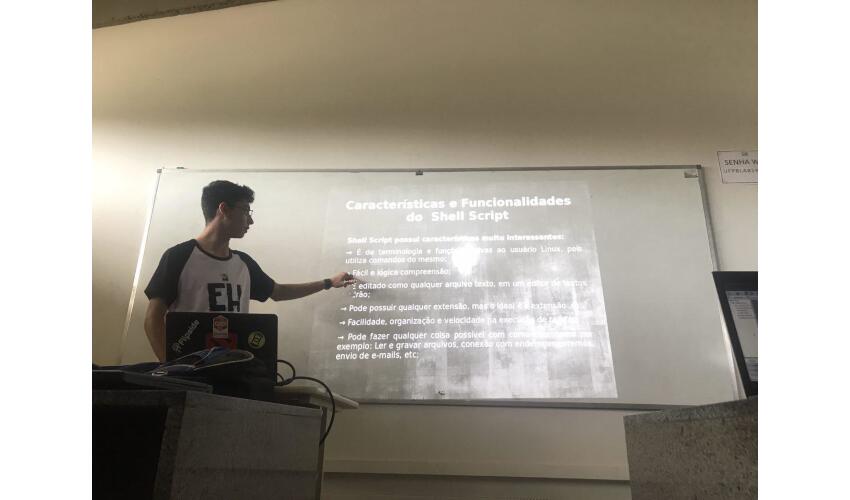 SENHA W
Características e Funcionalidades
do Shell Script
Shell Script possui características muito interessantes:
→ É de terminologia e ao usuário Linux, pois
utiliza comandos do mesmo;
Fácil e lógica compreensão;
É editado como qualquer arquivo texto, em um editor de textos
→ Pode possuir qualquer extensão, mas o ideal é a extensão
→ Facilidade, organização e velocidade na execução de
→ Pode fazer qualquer coisa possível com por
exemplo: Ler e gravar arquivos, conexão com
envio de e-mails, etc;
EH
Flipside